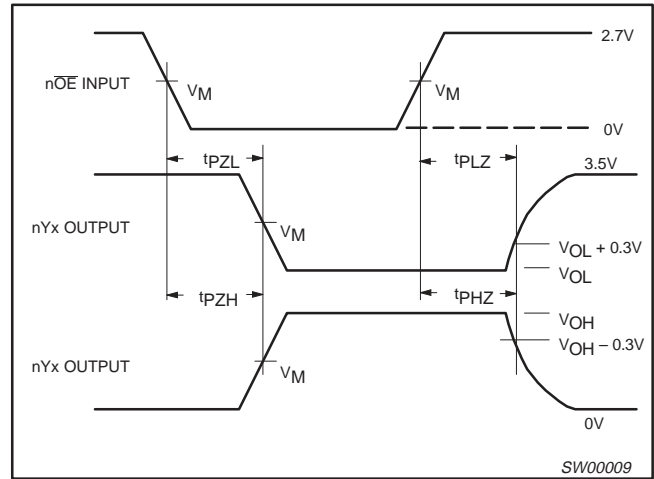 2.7V
nOE INPUT
VM
VM
0V
tPZL
tPLZ
3.5V
nYx OUTPUT
VM
VOL + 0.3V
VOL
tPZH
tPHZ
VOH
VOH – 0.3V
nYx OUTPUT
VM
0V
SW00009